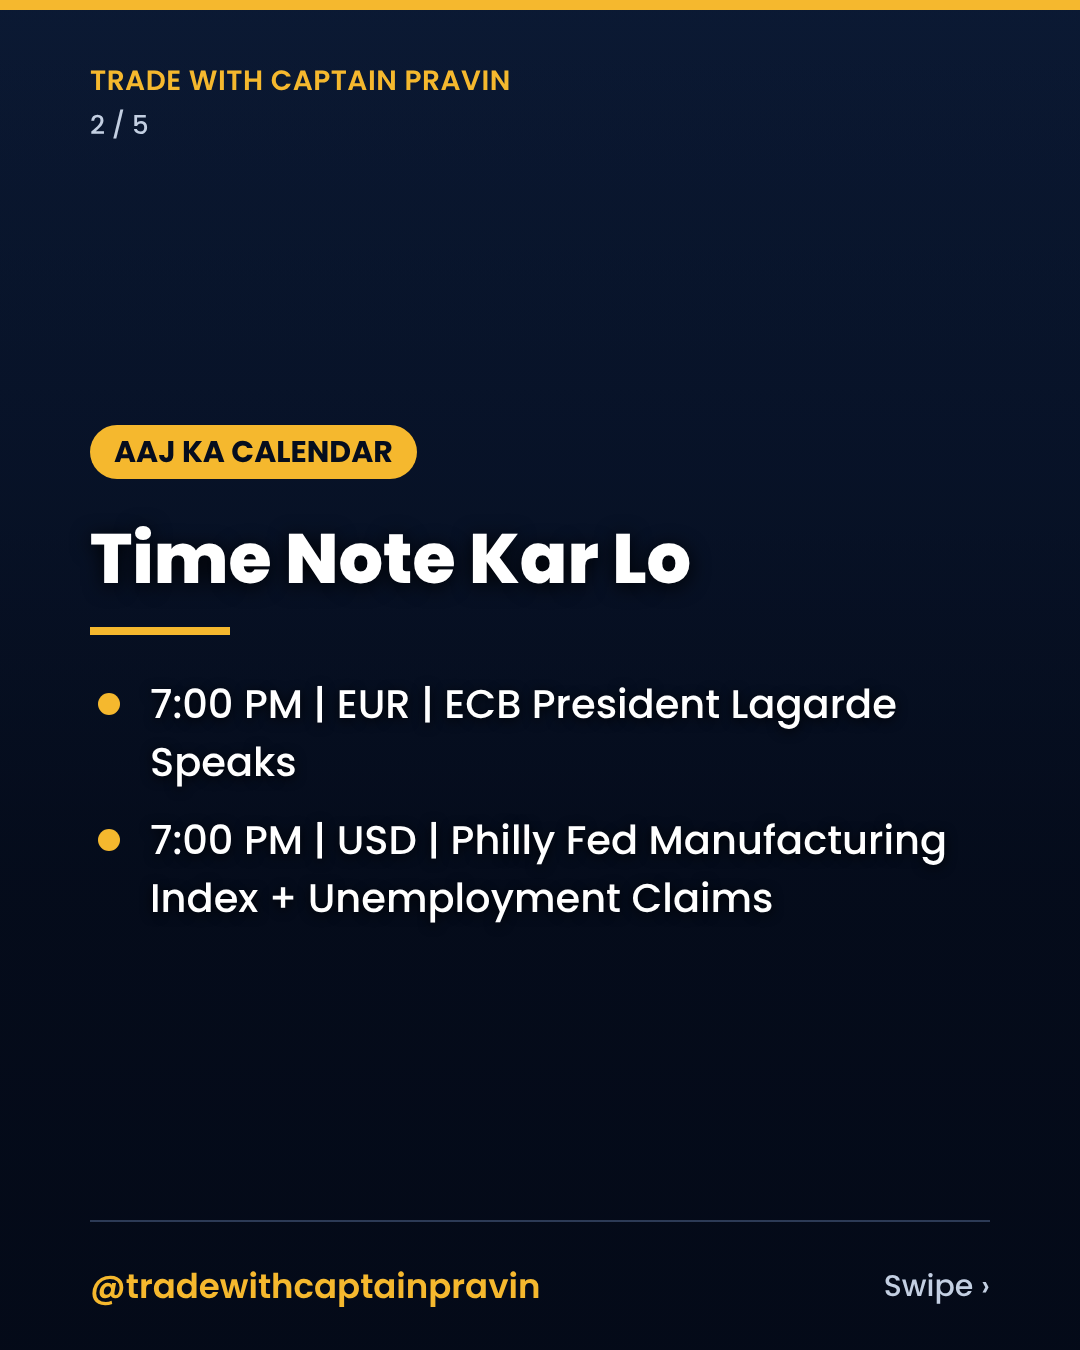 TRADE WITH CAPTAIN PRAVIN
2 / 5
AAJ KA CALENDAR
Time Note Kar Lo
7:00 PM | EUR | ECB President Lagarde
Speaks
7:00 PM | USD | Philly Fed Manufacturing
Index + Unemployment Claims
@tradewithcaptainpravin
Swipe ›